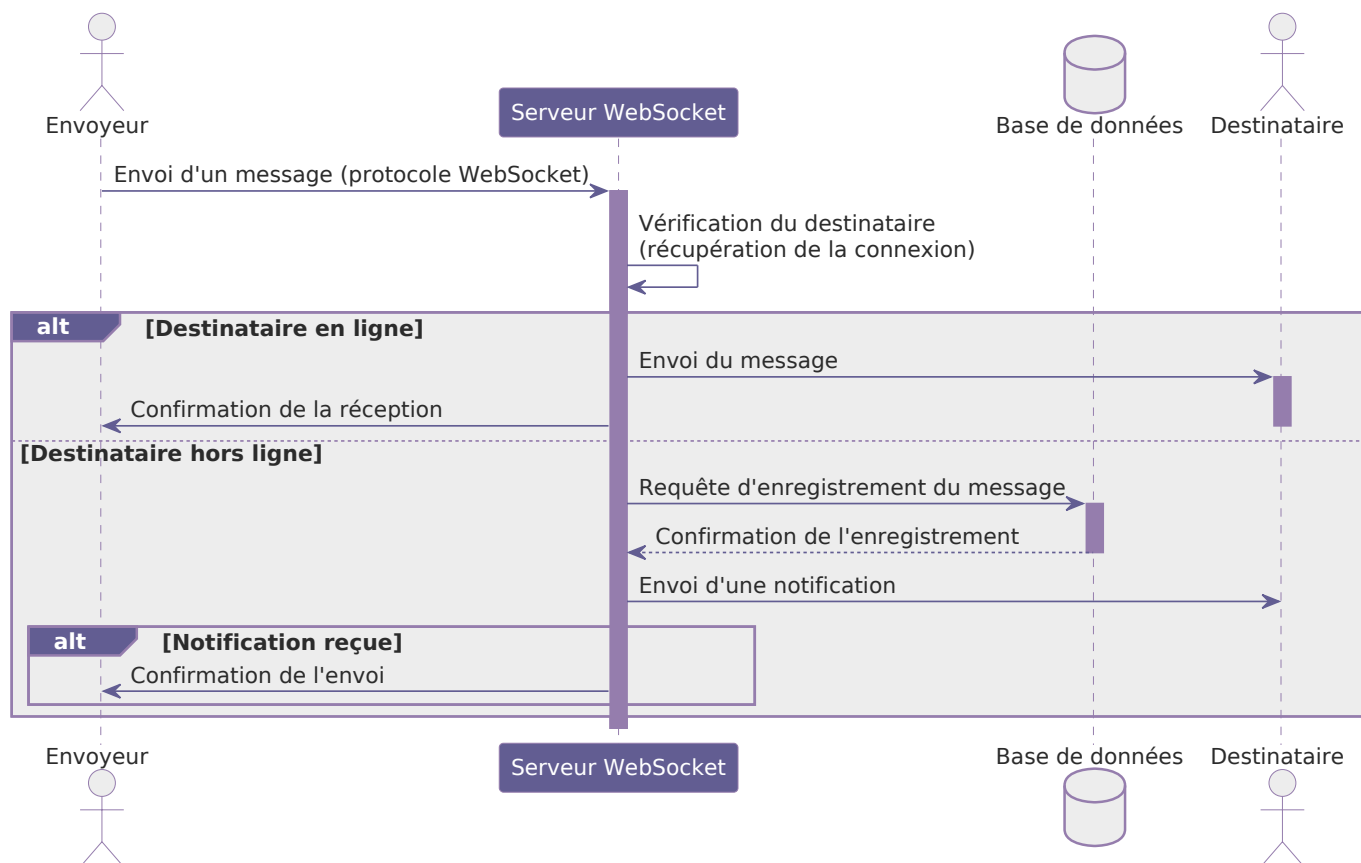 Envoyeur
Serveur WebSocket
Base de données
Destinataire
Envoi d'un message (protocole WebSocket)
Vérification du destinataire
(récupération de la connexion)
alt
[Destinataire en ligne]
Envoi du message
Confirmation de la réception
[Destinataire hors ligne]
Requête d'enregistrement du message
Confirmation de l'enregistrement
Envoi d'une notification
alt
[Notification reçue]
Confirmation de l'envoi
Envoyeur
Serveur WebSocket
Base de données
Destinataire